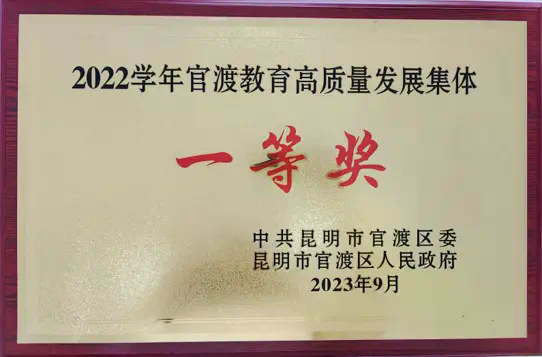 2022学年官渡教育高质量发展集体
一等奖
中共昆明市官渡区委
昆明市官渡区人民政府
2023年9月